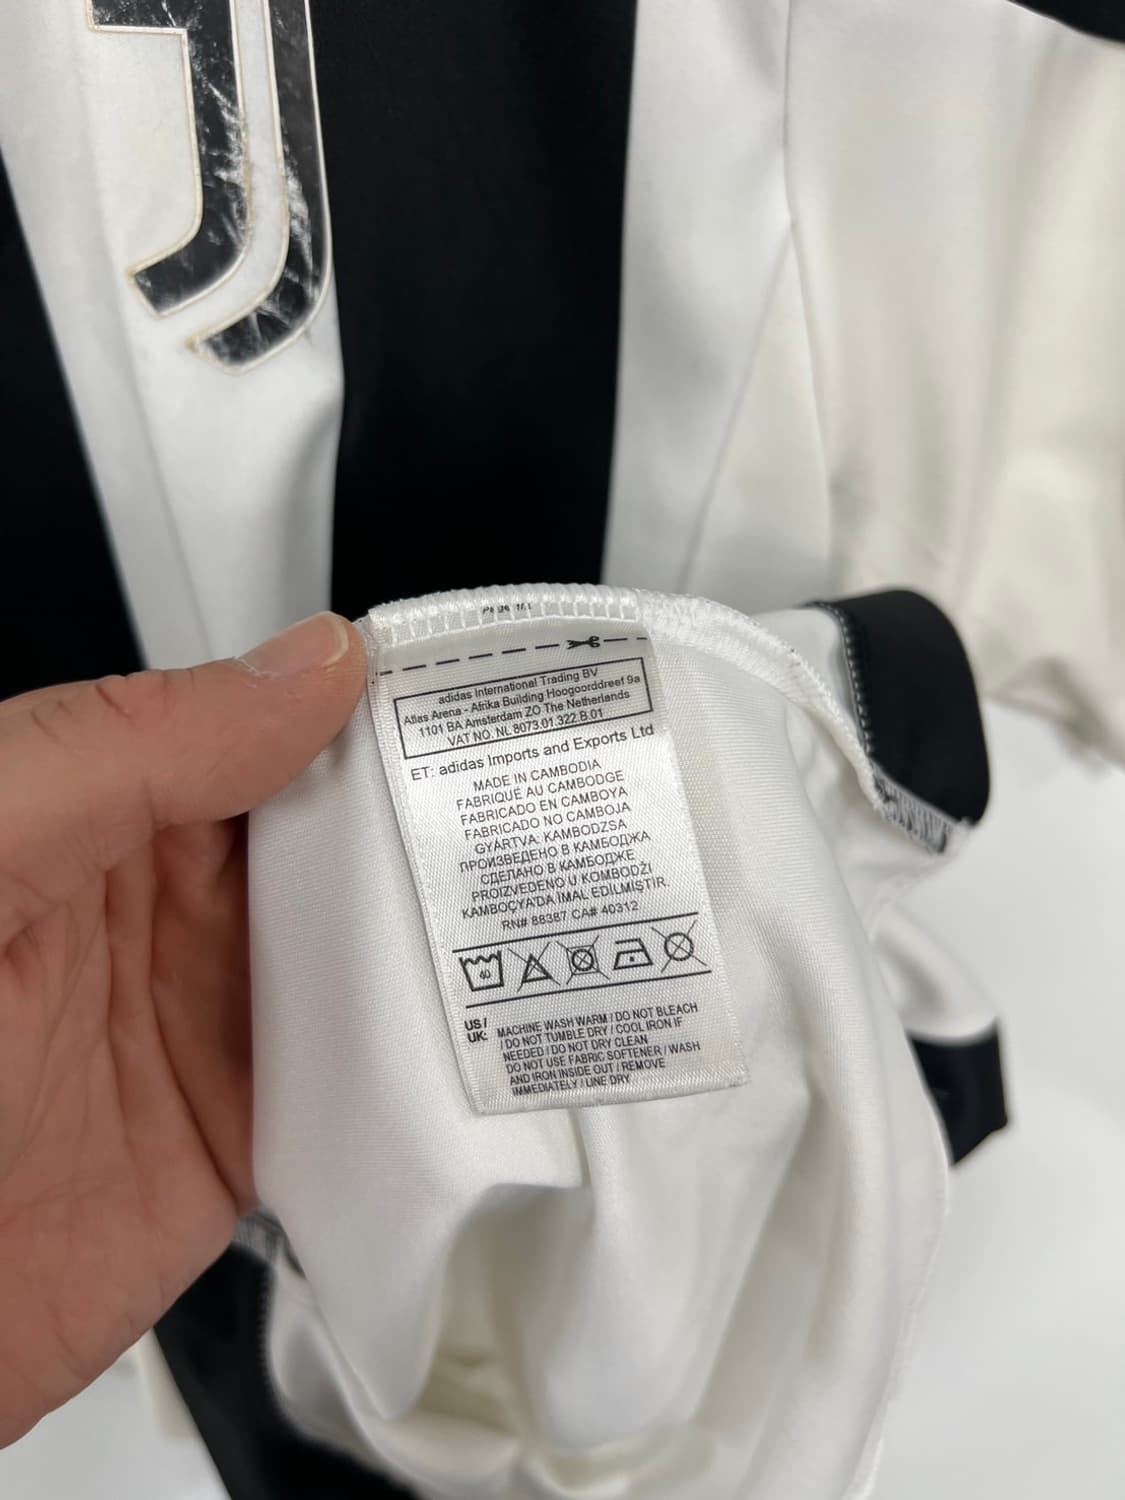 adidas International Trading BV
Atlas Arena - Afrika Building Hoogoorddreef 9a
1101 BA Amsterdam ZO The Netherlands
VAT NO. NL 8073.01.322.B.01
ET: adidas Imports and Exports Ltd
MADE IN CAMBODIA
FABRIQUÉ AU CAMBODGE
FABRICADO EN CAMBOYA
FABRICADO NO CAMBOJA
GYÁRTVA: KAMBODZSA
ПРОИЗВЕДЕНО В КАМБОДЖА
СДЕЛАНО В КАМБОДЖЕ
PROIZVEDENO U KOMBODŽI
KAMBOÇYA'DA İMAL EDİLMİŞTİR.
RN# 88387 CA# 40312
40
US /
UK:
MACHINE WASH WARM / DO NOT BLEACH
/ DO NOT TUMBLE DRY / COOL IRON IF
NEEDED / DO NOT DRY CLEAN
DO NOT USE FABRIC SOFTENER / WASH
AND IRON INSIDE OUT / REMOVE
IMMEDIATELY / LINE DRY